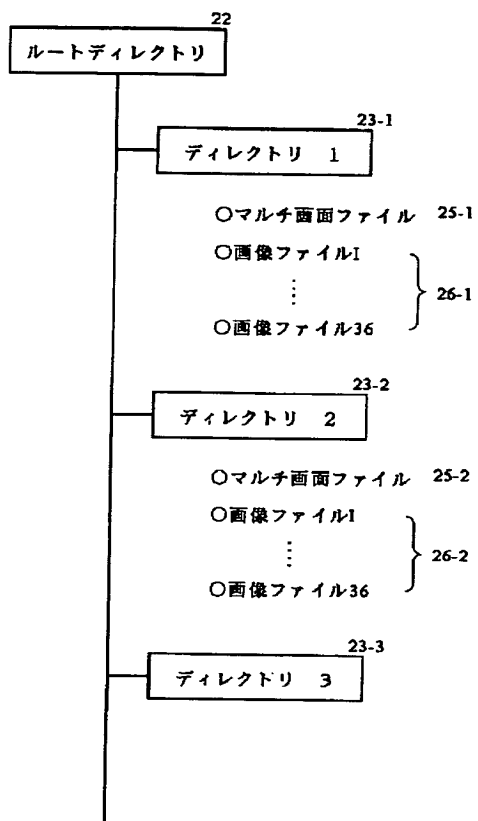 22
ルートディレクトリ
23-1
ディレクトリ 1
○マルチ画面ファイル 25-1
○画像ファイルI
26-1
○画像ファイル36
23-2
ディレクトリ 2
○マルチ画面ファイル 25-2
○画像ファイルI
26-2
○画像ファイル36
23-3
ディレクトリ 3